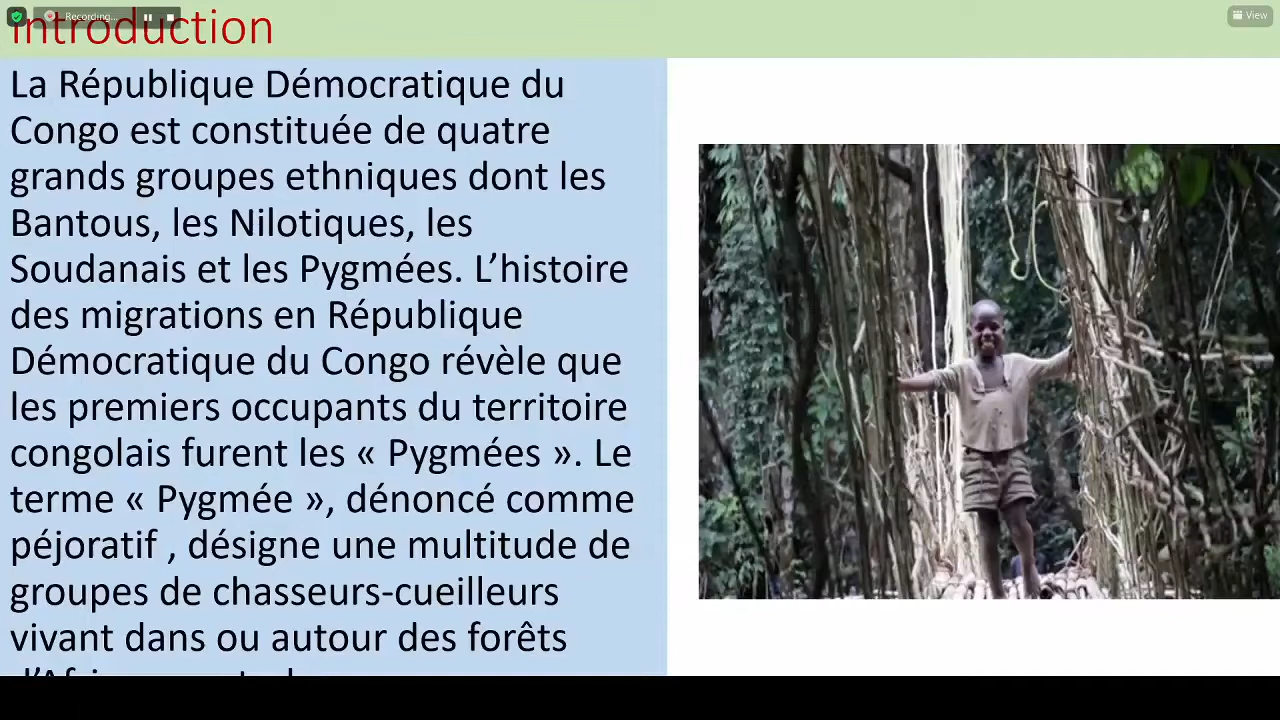 Recording...
View
Introduction
La République Démocratique du
Congo est constituée de quatre
grands groupes ethniques dont les
Bantous, les Nilotiques, les
Soudanais et les Pygmées. L’histoire
des migrations en République
Démocratique du Congo révèle que
les premiers occupants du territoire
congolais furent les « Pygmées ». Le
terme « Pygmée », dénoncé comme
péjoratif , désigne une multitude de
groupes de chasseurs-cueilleurs
vivant dans ou autour des forêts